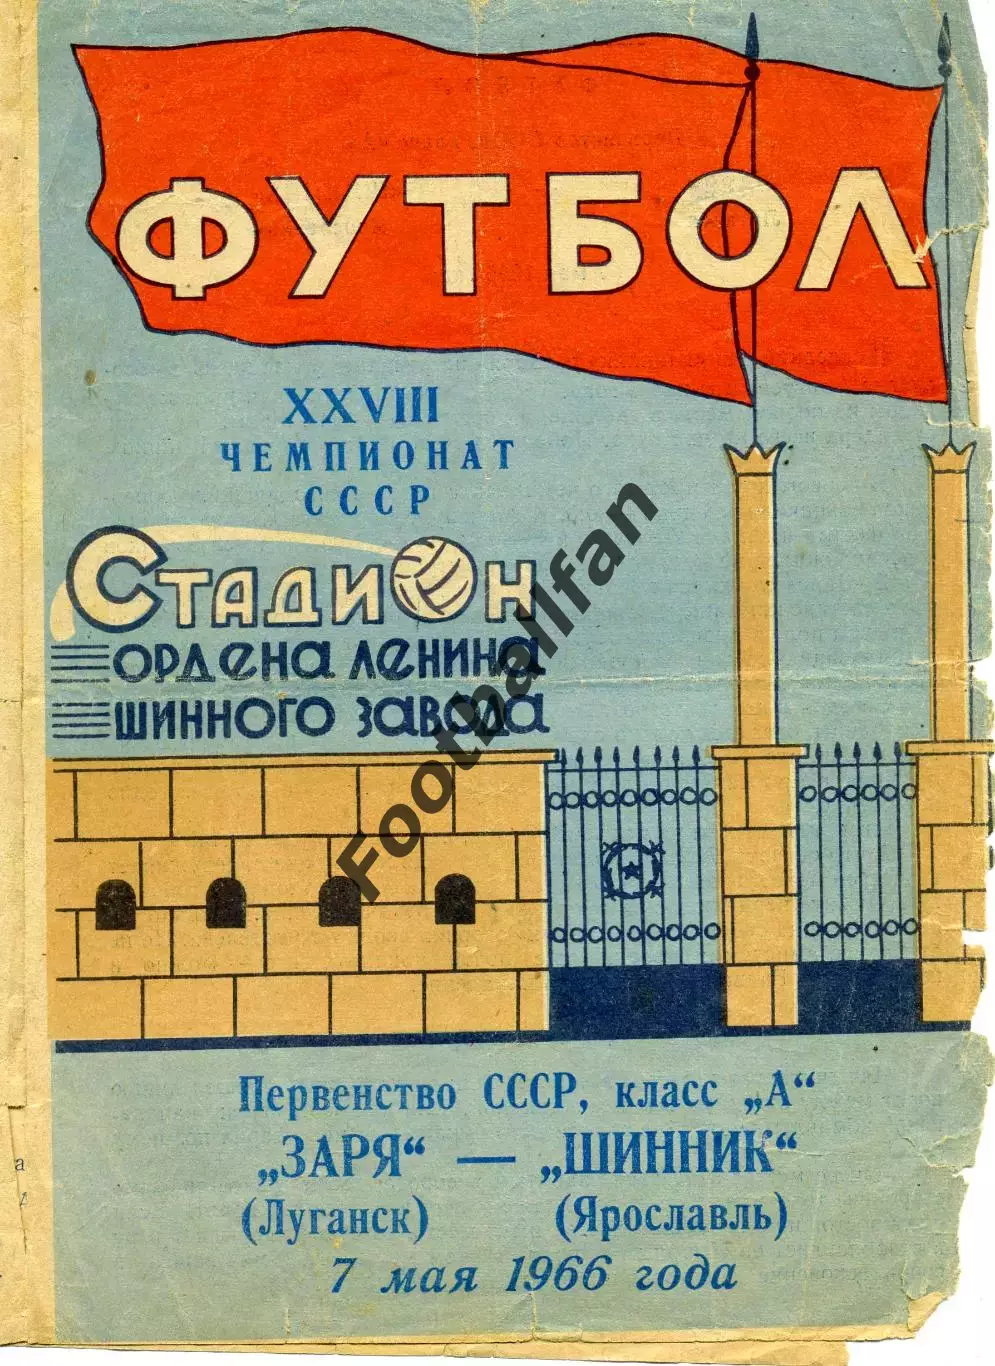 ФУТБОЛ
XXVIII
ЧЕМПИОНАТ
СССР
СТАДИОН
ОРДЕНА ЛЕНИНА
ШИННОГО ЗАВОДА
Footballfan
Первенство СССР, класс „А“
„ЗАРЯ“ — „ШИННИК“
(Луганск) (Ярославль)
7 мая 1966 года